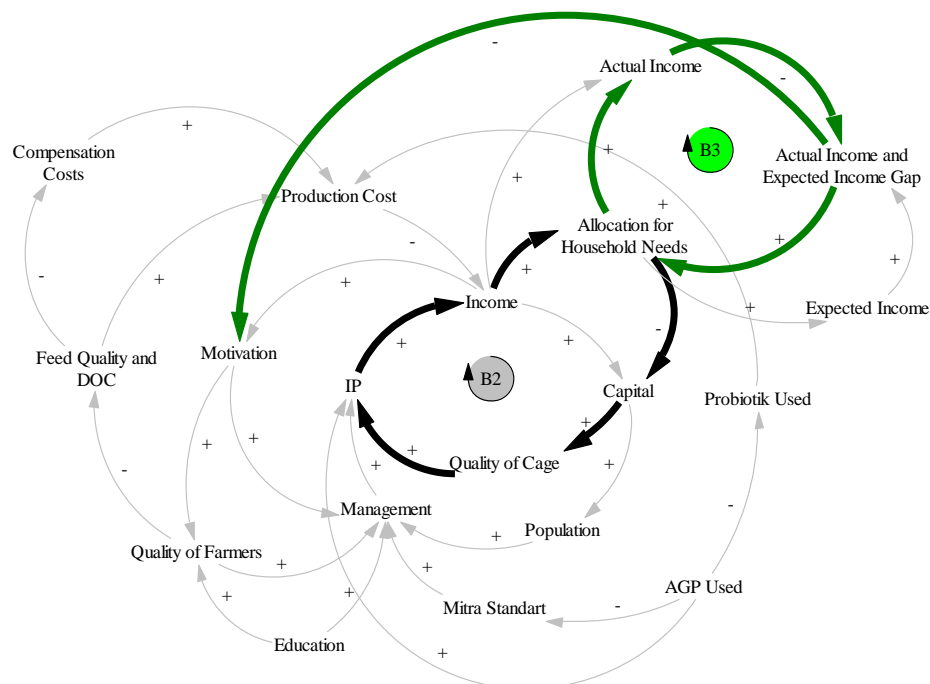 -
Actual Income
-
+
B3
Compensation
Costs
+
Actual Income and
Expected Income Gap
+
+
Production Cost
Allocation for
Household Needs
-
+
+
-
+
+
+
Income
+
Expected Income
-
+
+
Feed Quality and
DOC
Motivation
B2
IP
Capital
Probiotik Used
+
+
+
+
Quality of Cage
+
+
-
-
Management
Population
+
Quality of Farmers
+
+
AGP Used
+
+
Mitra Standart
-
Education
+